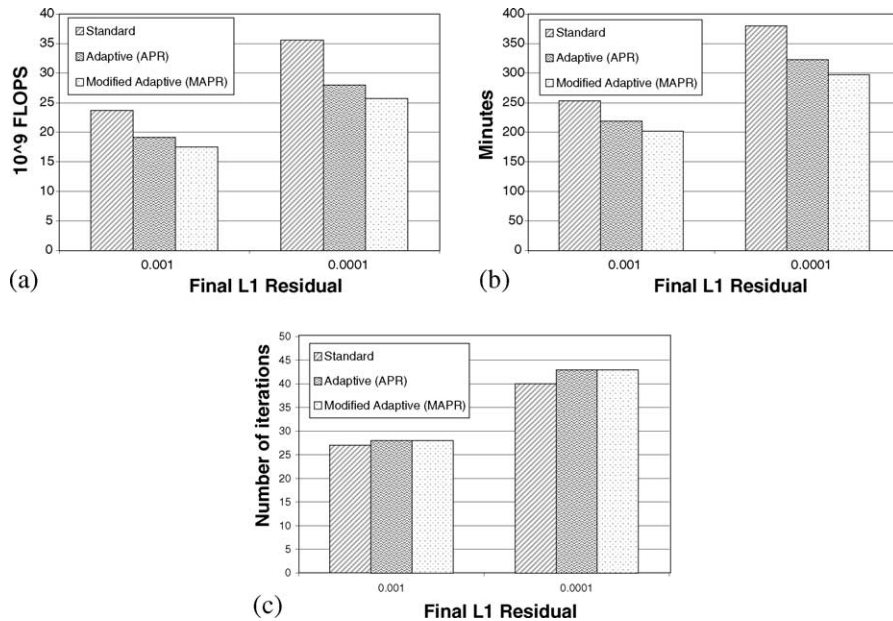 40
35
30
25
20
15
10
5
0
10^9 FLOPS
Standard
Adaptive (APR)
Modified Adaptive (MAPR)
0.001
0.0001
Final L1 Residual
(a)
400
350
300
250
200
150
100
50
0
Minutes
Standard
Adaptive (APR)
Modified Adaptive (MAPR)
0.001
0.0001
Final L1 Residual
(b)
50
45
40
35
30
25
20
15
10
5
0
Number of iterations
Standard
Adaptive (APR)
Modified Adaptive (MAPR)
0.001
0.0001
Final L1 Residual
(c)